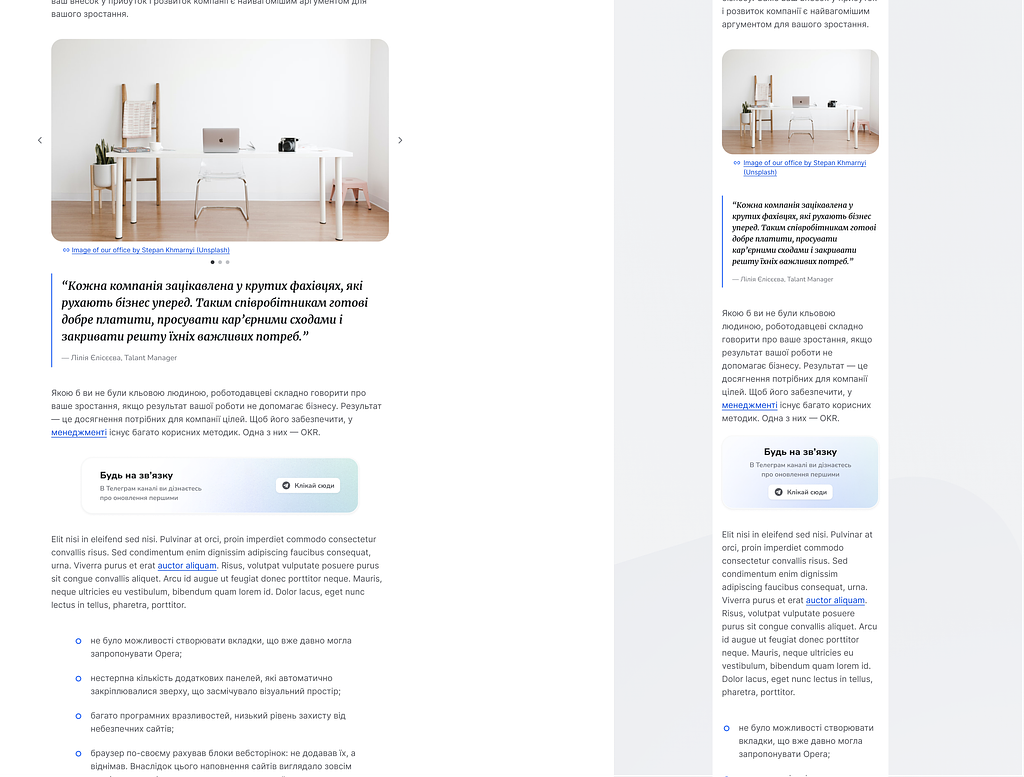 ваш внесок у прибуток і розвиток компанії є найвагомішим аргументом для
вашого зростання.
Image of our office by Stepan Khmarnyi (Unsplash)
“Кожна компанія зацікавлена у крутих фахівцях, які
рухають бізнес уперед. Таким співробітникам готові
добре платити, просувати кар’єрними сходами і
закривати решту їхніх важливих потреб.”
— Лілія Єлісєєва, Talant Manager
Якою б ви не були кльовою людиною, роботодавцеві складно говорити про
ваше зростання, якщо результат вашої роботи не допомагає бізнесу. Результат
— це досягнення потрібних для компанії цілей. Щоб його забезпечити, у
менеджменті існує багато корисних методик. Одна з них — OKR.
Будь на зв’язку
В Телеграм каналі ви дізнаєтесь
про оновлення першими
Клікай сюди
Elit nisi in eleifend sed nisi. Pulvinar at orci, proin imperdiet commodo consectetur
convallis risus. Sed condimentum enim dignissim adipiscing faucibus consequat,
urna. Viverra purus et erat auctor aliquam. Risus, volutpat vulputate posuere purus
sit congue convallis aliquet. Arcu id augue ut feugiat donec porttitor neque. Mauris,
neque ultricies eu vestibulum, bibendum quam lorem id. Dolor lacus, eget nunc
lectus in tellus, pharetra, porttitor.
не було можливості створювати вкладки, що вже давно могла
запропонувати Opera;
нестерпна кількість додаткових панелей, які автоматично
закріплювалися зверху, що засмічувало візуальний простір;
багато програмних вразливостей, низький рівень захисту від
небезпечних сайтів;
браузер по-своєму рахував блоки вебсторінок: не додавав їх, а
віднімав. Внаслідок цього наповнення сайтів виглядало зовсім
і розвиток компанії є найвагомішим
аргументом для вашого зростання.
Image of our office by Stepan Khmarnyi
(Unsplash)
“Кожна компанія зацікавлена у
крутих фахівцях, які рухають бізнес
уперед. Таким співробітникам готові
добре платити, просувати
кар’єрними сходами і закривати
решту їхніх важливих потреб.”
— Лілія Єлісєєва, Talant Manager
Якою б ви не були кльовою
людиною, роботодавцеві складно
говорити про ваше зростання, якщо
результат вашої роботи не
допомагає бізнесу. Результат — це
досягнення потрібних для компанії
цілей. Щоб його забезпечити, у
менеджменті існує багато корисних
методик. Одна з них — OKR.
Будь на зв’язку
В Телеграм каналі ви дізнаєтесь
про оновлення першими
Клікай сюди
Elit nisi in eleifend sed nisi. Pulvinar at
orci, proin imperdiet commodo
consectetur convallis risus. Sed
condimentum enim dignissim
adipiscing faucibus consequat, urna.
Viverra purus et erat auctor aliquam.
Risus, volutpat vulputate posuere
purus sit congue convallis aliquet. Arcu
id augue ut feugiat donec porttitor
neque. Mauris, neque ultricies eu
vestibulum, bibendum quam lorem id.
Dolor lacus, eget nunc lectus in tellus,
pharetra, porttitor.
не було можливості створювати
вкладки, що вже давно могла
запропонувати Opera;